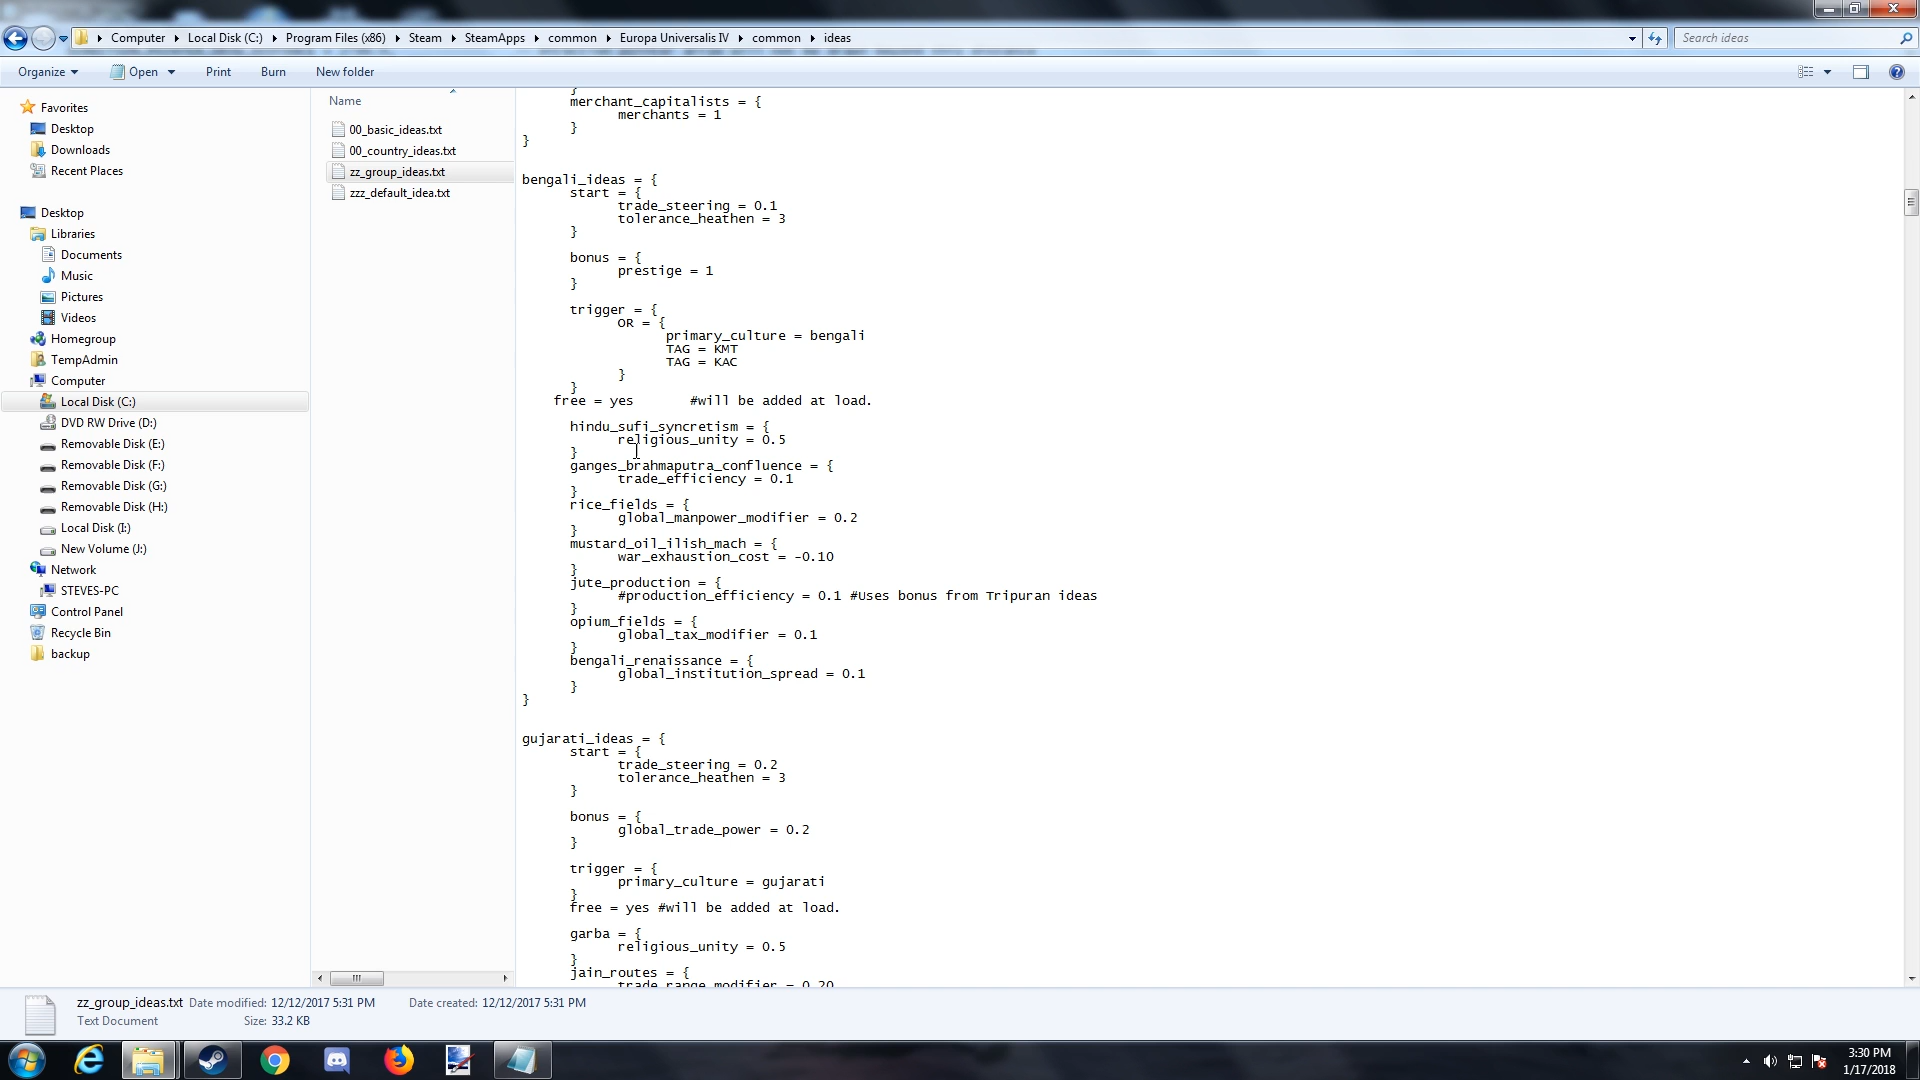 Computer Local Disk (C:) Program Files (x86) Steam SteamApps common Europa Universalis IV common ideas
Search ideas
Organize Open Print Burn New folder
Favorites
Desktop
Downloads
Recent Places
Desktop
Libraries
Documents
Music
Pictures
Videos
Homegroup
TempAdmin
Computer
Local Disk (C:)
DVD RW Drive (D:)
Removable Disk (E:)
Removable Disk (F:)
Removable Disk (G:)
Removable Disk (H:)
Local Disk (I:)
New Volume (J:)
Network
STEVES-PC
Control Panel
Recycle Bin
backup
Name
00_basic_ideas.txt
00_country_ideas.txt
zz_group_ideas.txt
zzz_default_idea.txt
}
merchant_capitalists = {
merchants = 1
}
}
bengali_ideas = {
start = {
trade_steering = 0.1
tolerance_heathen = 3
}
bonus = {
prestige = 1
}
trigger = {
OR = {
primary_culture = bengali
TAG = KMT
TAG = KAC
}
}
free = yes #will be added at load.
hindu_sufi_syncretism = {
religious_unity = 0.5
}
ganges_brahmaputra_confluence = {
trade_efficiency = 0.1
}
rice_fields = {
global_manpower_modifier = 0.2
}
mustard_oil_ilish_mach = {
war_exhaustion_cost = -0.10
}
jute_production = {
#production_efficiency = 0.1 #Uses bonus from Tripuran ideas
}
opium_fields = {
global_tax_modifier = 0.1
}
bengali_renaissance = {
global_institution_spread = 0.1
}
}
gujarati_ideas = {
start = {
trade_steering = 0.2
tolerance_heathen = 3
}
bonus = {
global_trade_power = 0.2
}
trigger = {
primary_culture = gujarati
}
free = yes #will be added at load.
garba = {
religious_unity = 0.5
}
jain_routes = {
trade_range_modifier = 0.20
zz_group_ideas.txt Date modified: 12/12/2017 5:31 PM Date created: 12/12/2017 5:31 PM
Text Document Size: 33.2 KB
3:30 PM
1/17/2018